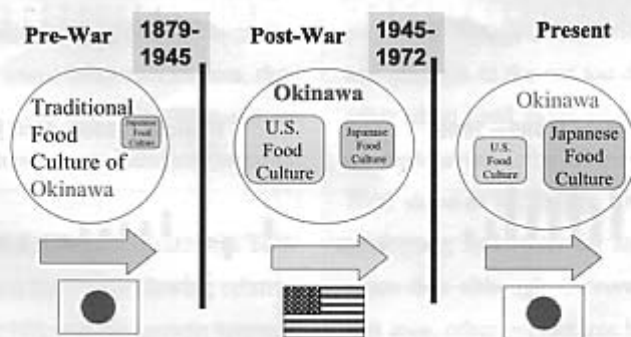 Pre-War
1879-
1945
Post-War
1945-
1972
Present
Traditional
Food
Culture of
Okinawa
Japanese
Food
Culture
Okinawa
U.S.
Food
Culture
Japanese
Food
Culture
Okinawa
U.S.
Food
Culture
Japanese
Food
Culture